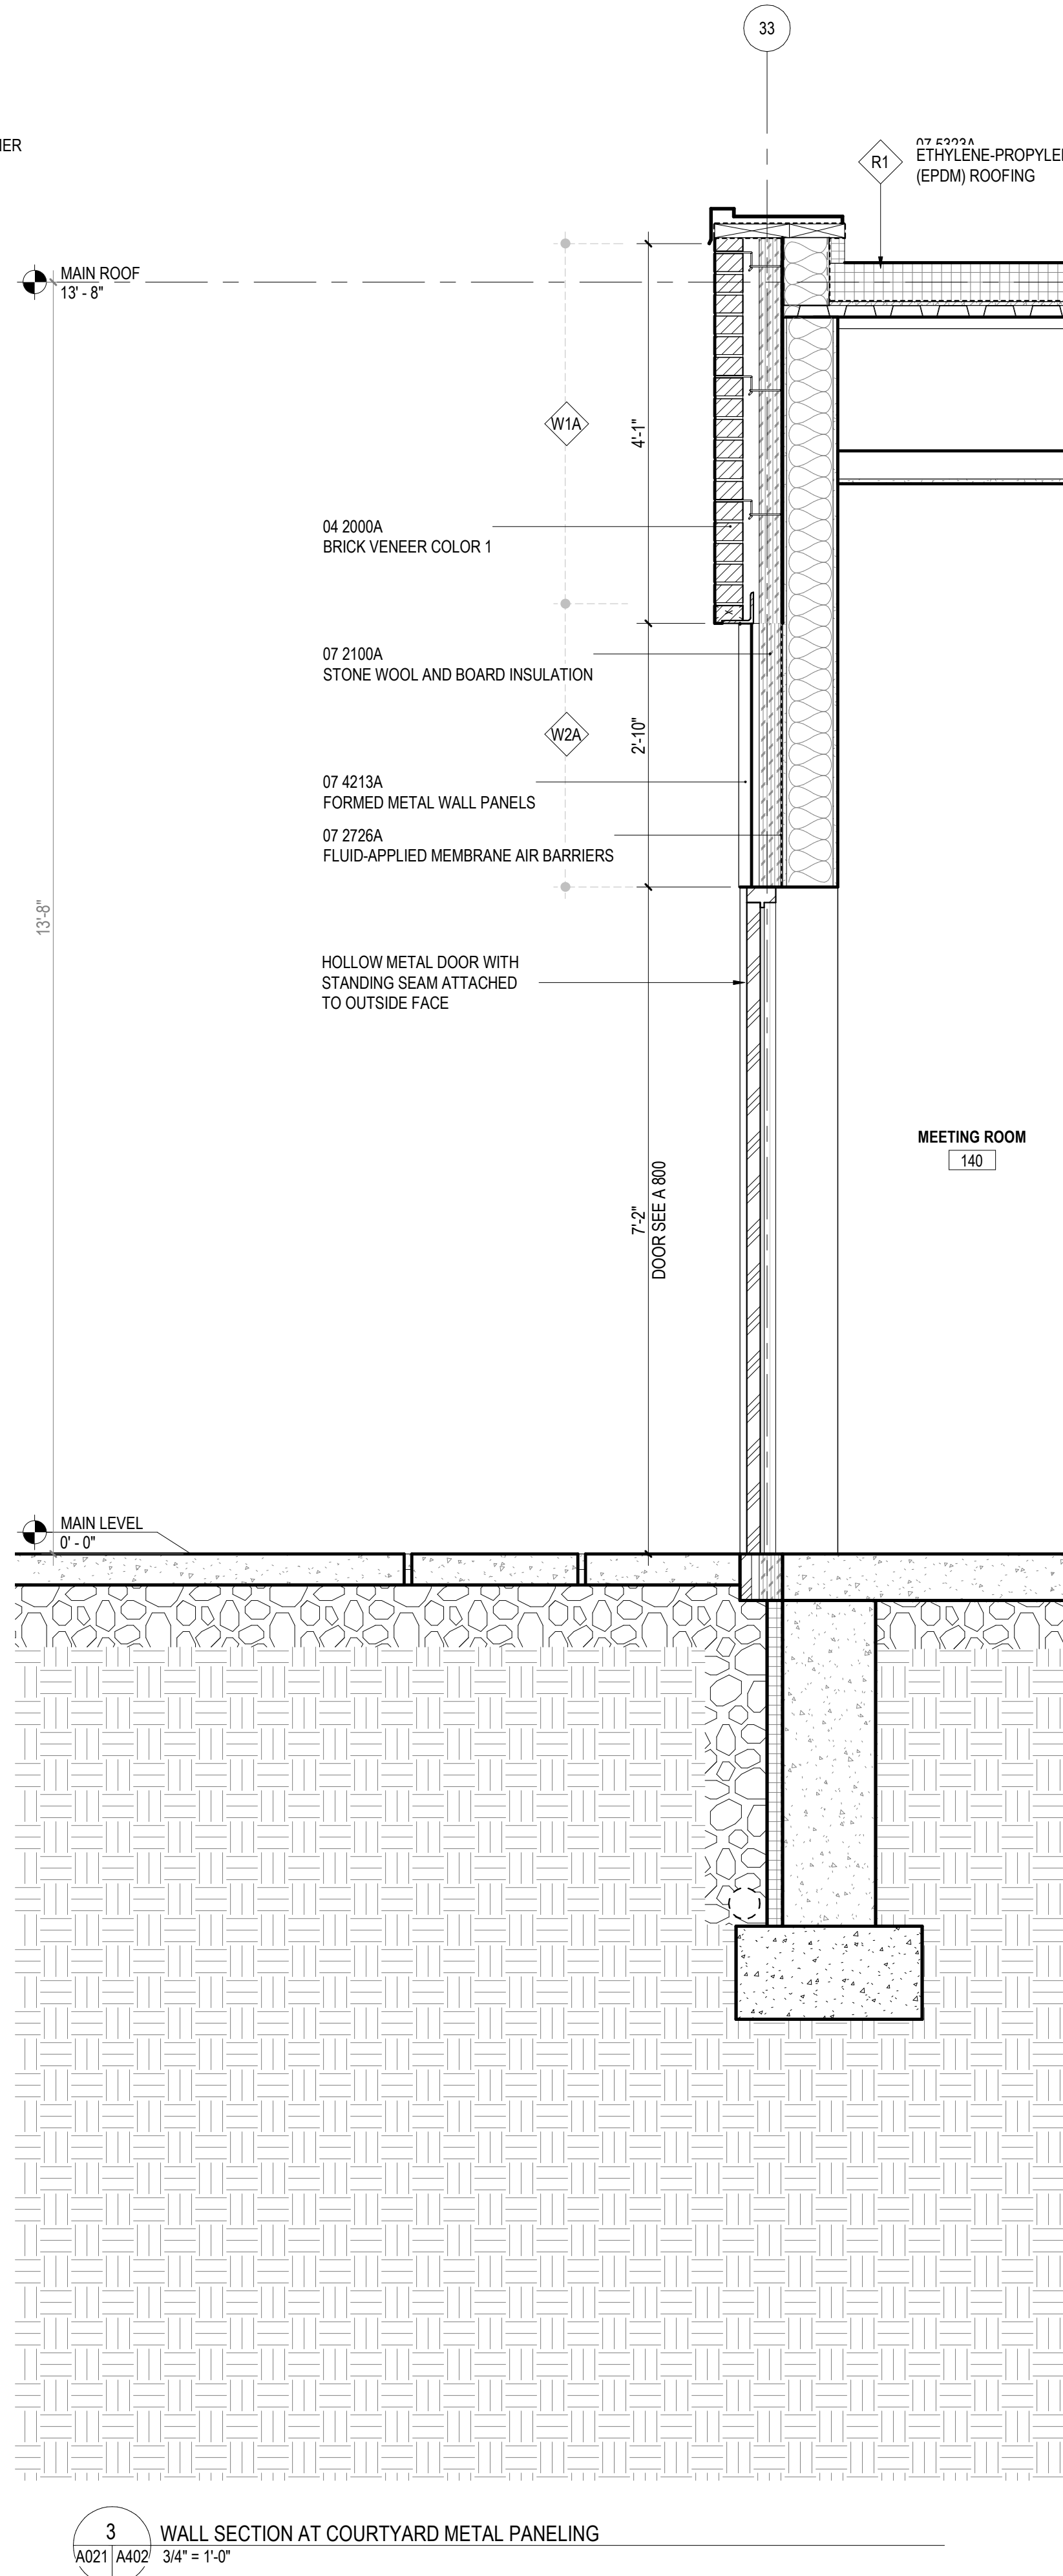 33
IER
07 5323A
R1
ETHYLENE-PROPYLE
(EPDM) ROOFING
MAIN ROOF
13' - 8"
W1A
4'-1"
04 2000A
BRICK VENEER COLOR 1
07 2100A
STONE WOOL AND BOARD INSULATION
W2A
2'-10"
07 4213A
FORMED METAL WALL PANELS
07 2726A
FLUID-APPLIED MEMBRANE AIR BARRIERS
13'-8"
HOLLOW METAL DOOR WITH
STANDING SEAM ATTACHED
TO OUTSIDE FACE
MEETING ROOM
140
7'-2"
DOOR SEE A 800
MAIN LEVEL
0' - 0"
3
WALL SECTION AT COURTYARD METAL PANELING
A021 A402 3/4" = 1'-0"